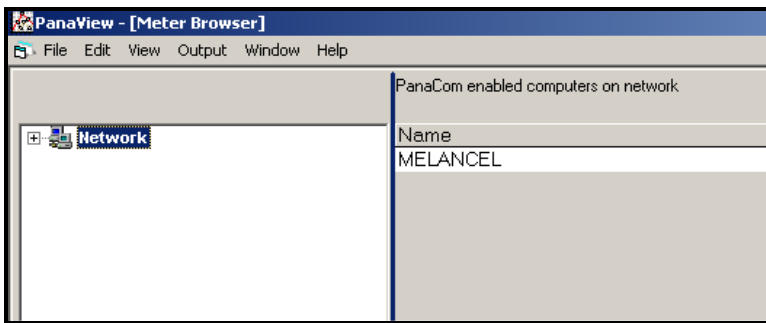 PanaView - [Meter Browser]
File Edit View Output Window Help
PanaCom enabled computers on network
Network
Name
MELANCEL